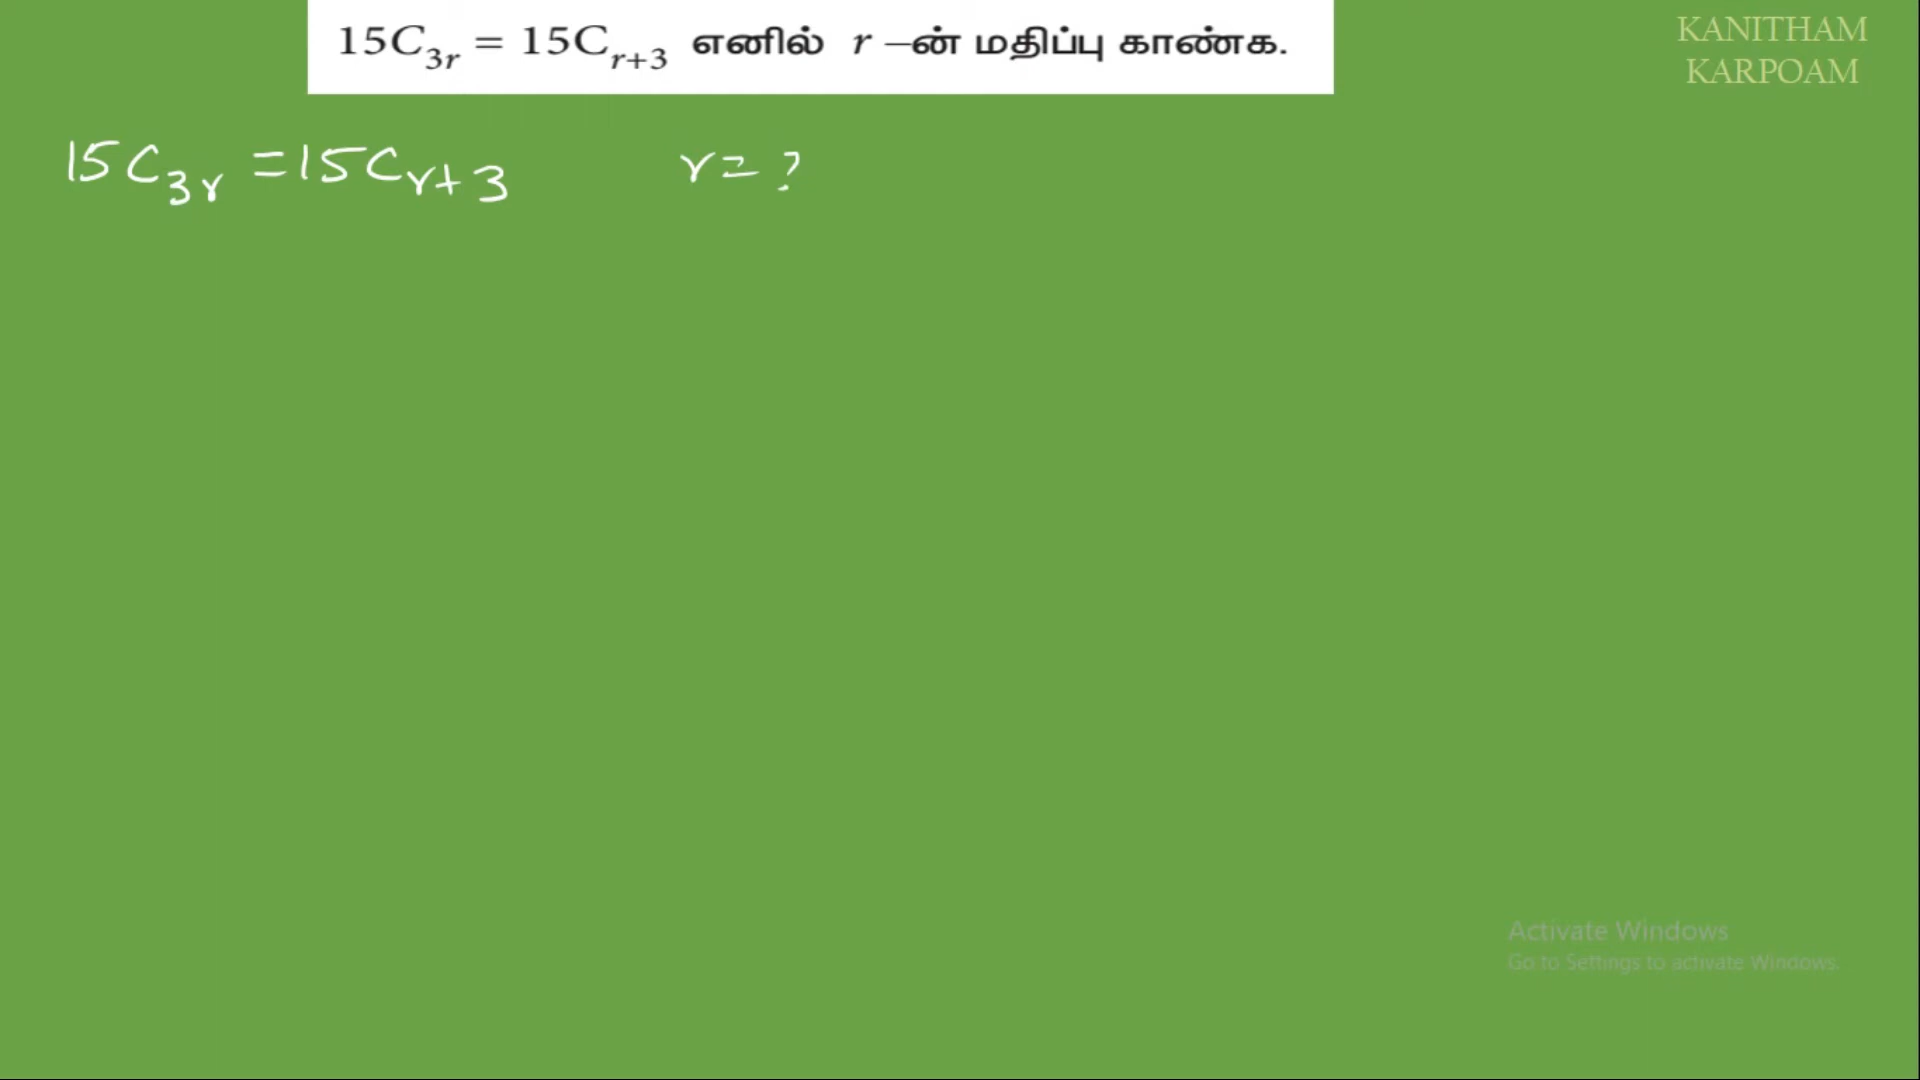 15C₃ᵣ = 15Cᵣ₊₃ எனில் r –ன் மதிப்பு காண்க.
KANITHAM
KARPOAM
15C₃ᵣ = 15Cᵣ₊₃ r = ?
Activate Windows
Go to Settings to activate Windows.